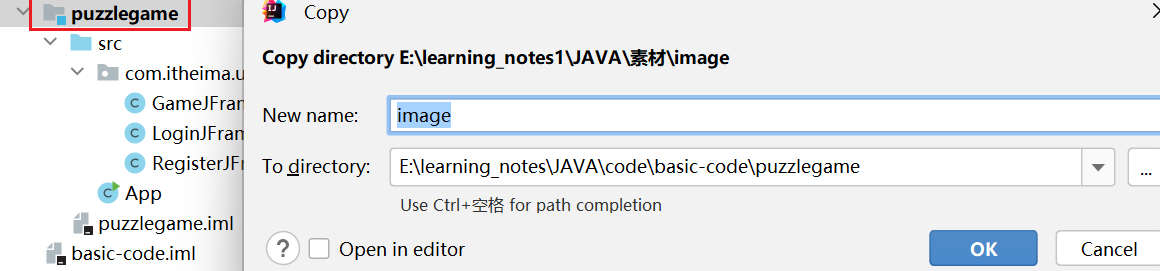 puzzlegame
src
com.itheima.u
GameJFran
LoginJFram
RegisterJFr
App
puzzlegame.iml
basic-code.iml
Copy
Copy directory E:\learning_notes1\JAVA\素材\image
New name: image
To directory: E:\learning_notes\JAVA\code\basic-code\puzzlegame
...
Use Ctrl+空格 for path completion
? Open in editor
OK Cancel